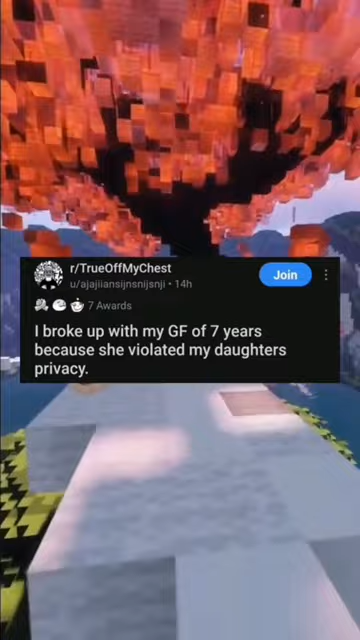 r/TrueOffMyChest
u/ajajiiansijnsnijsnji • 14h
Join
7 Awards
I broke up with my GF of 7 years
because she violated my daughters
privacy.